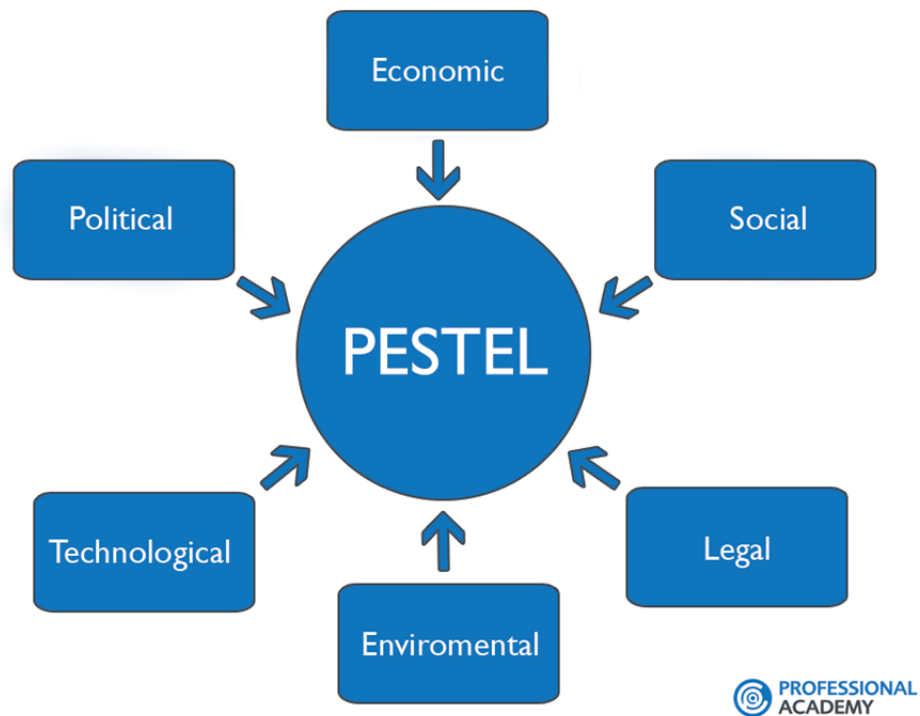 Economic
Political
Social
PESTEL
Technological
Legal
Enviromental
PROFESSIONAL
ACADEMY